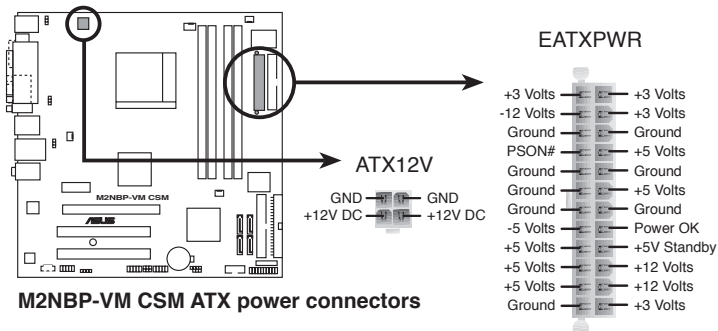 EATXPWR
+3 Volts +3 Volts
-12 Volts +3 Volts
Ground Ground
PSON# +5 Volts
Ground Ground
Ground +5 Volts
Ground Ground
-5 Volts Power OK
+5 Volts +5V Standby
+5 Volts +12 Volts
+5 Volts +12 Volts
Ground +3 Volts
ATX12V
GND GND
+12V DC +12V DC
M2NBP-VM CSM
ASUS
M2NBP-VM CSM ATX power connectors